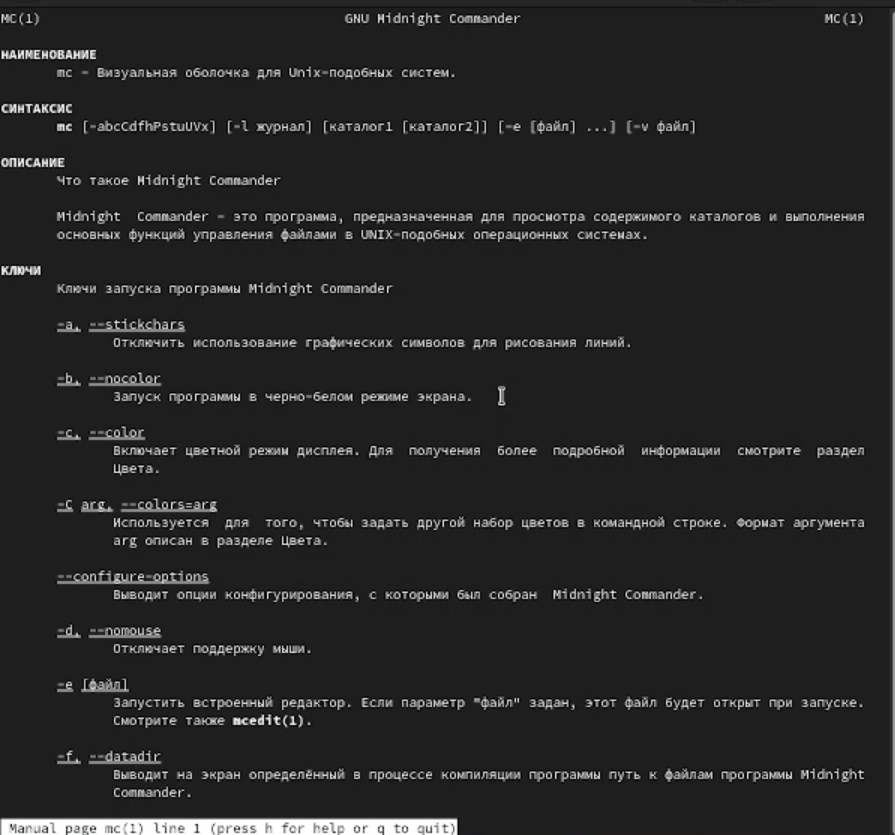 MC(1) GNU Midnight Commander MC(1)
НАИМЕНОВАНИЕ
mc - Визуальная оболочка для Unix-подобных систем.
СИНТАКСИС
mc [-abcCdfhPstuUVx] [-l журнал] [каталог1 [каталог2]] [-e [файл] ...] [-v файл]
ОПИСАНИЕ
Что такое Midnight Commander
Midnight Commander - это программа, предназначенная для просмотра содержимого каталогов и выполнения
основных функций управления файлами в UNIX-подобных операционных системах.
КЛЮЧИ
Ключи запуска программы Midnight Commander
-a, --stickchars
Отключить использование графических символов для рисования линий.
-b, --nocolor
Запуск программы в черно-белом режиме экрана.
-c, --color
Включает цветной режим дисплея. Для получения более подробной информации смотрите раздел
Цвета.
-C arg, --colors=arg
Используется для того, чтобы задать другой набор цветов в командной строке. Формат аргумента
arg описан в разделе Цвета.
--configure-options
Выводит опции конфигурирования, с которыми был собран Midnight Commander.
-d, --nomouse
Отключает поддержку мыши.
-e [файл]
Запустить встроенный редактор. Если параметр "файл" задан, этот файл будет открыт при запуске.
Смотрите также mcedit(1).
-f, --datadir
Выводит на экран определённый в процессе компиляции программы путь к файлам программы Midnight
Commander.
Manual page mc(1) line 1 (press h for help or q to quit)